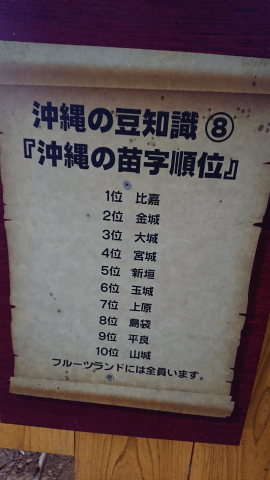 沖縄の豆知識⑧
『沖縄の苗字順位』
1位 比嘉
2位 金城
3位 大城
4位 宮城
5位 新垣
6位 玉城
7位 上原
8位 島袋
9位 平良
10位 山城
フルーツランドには全員います。